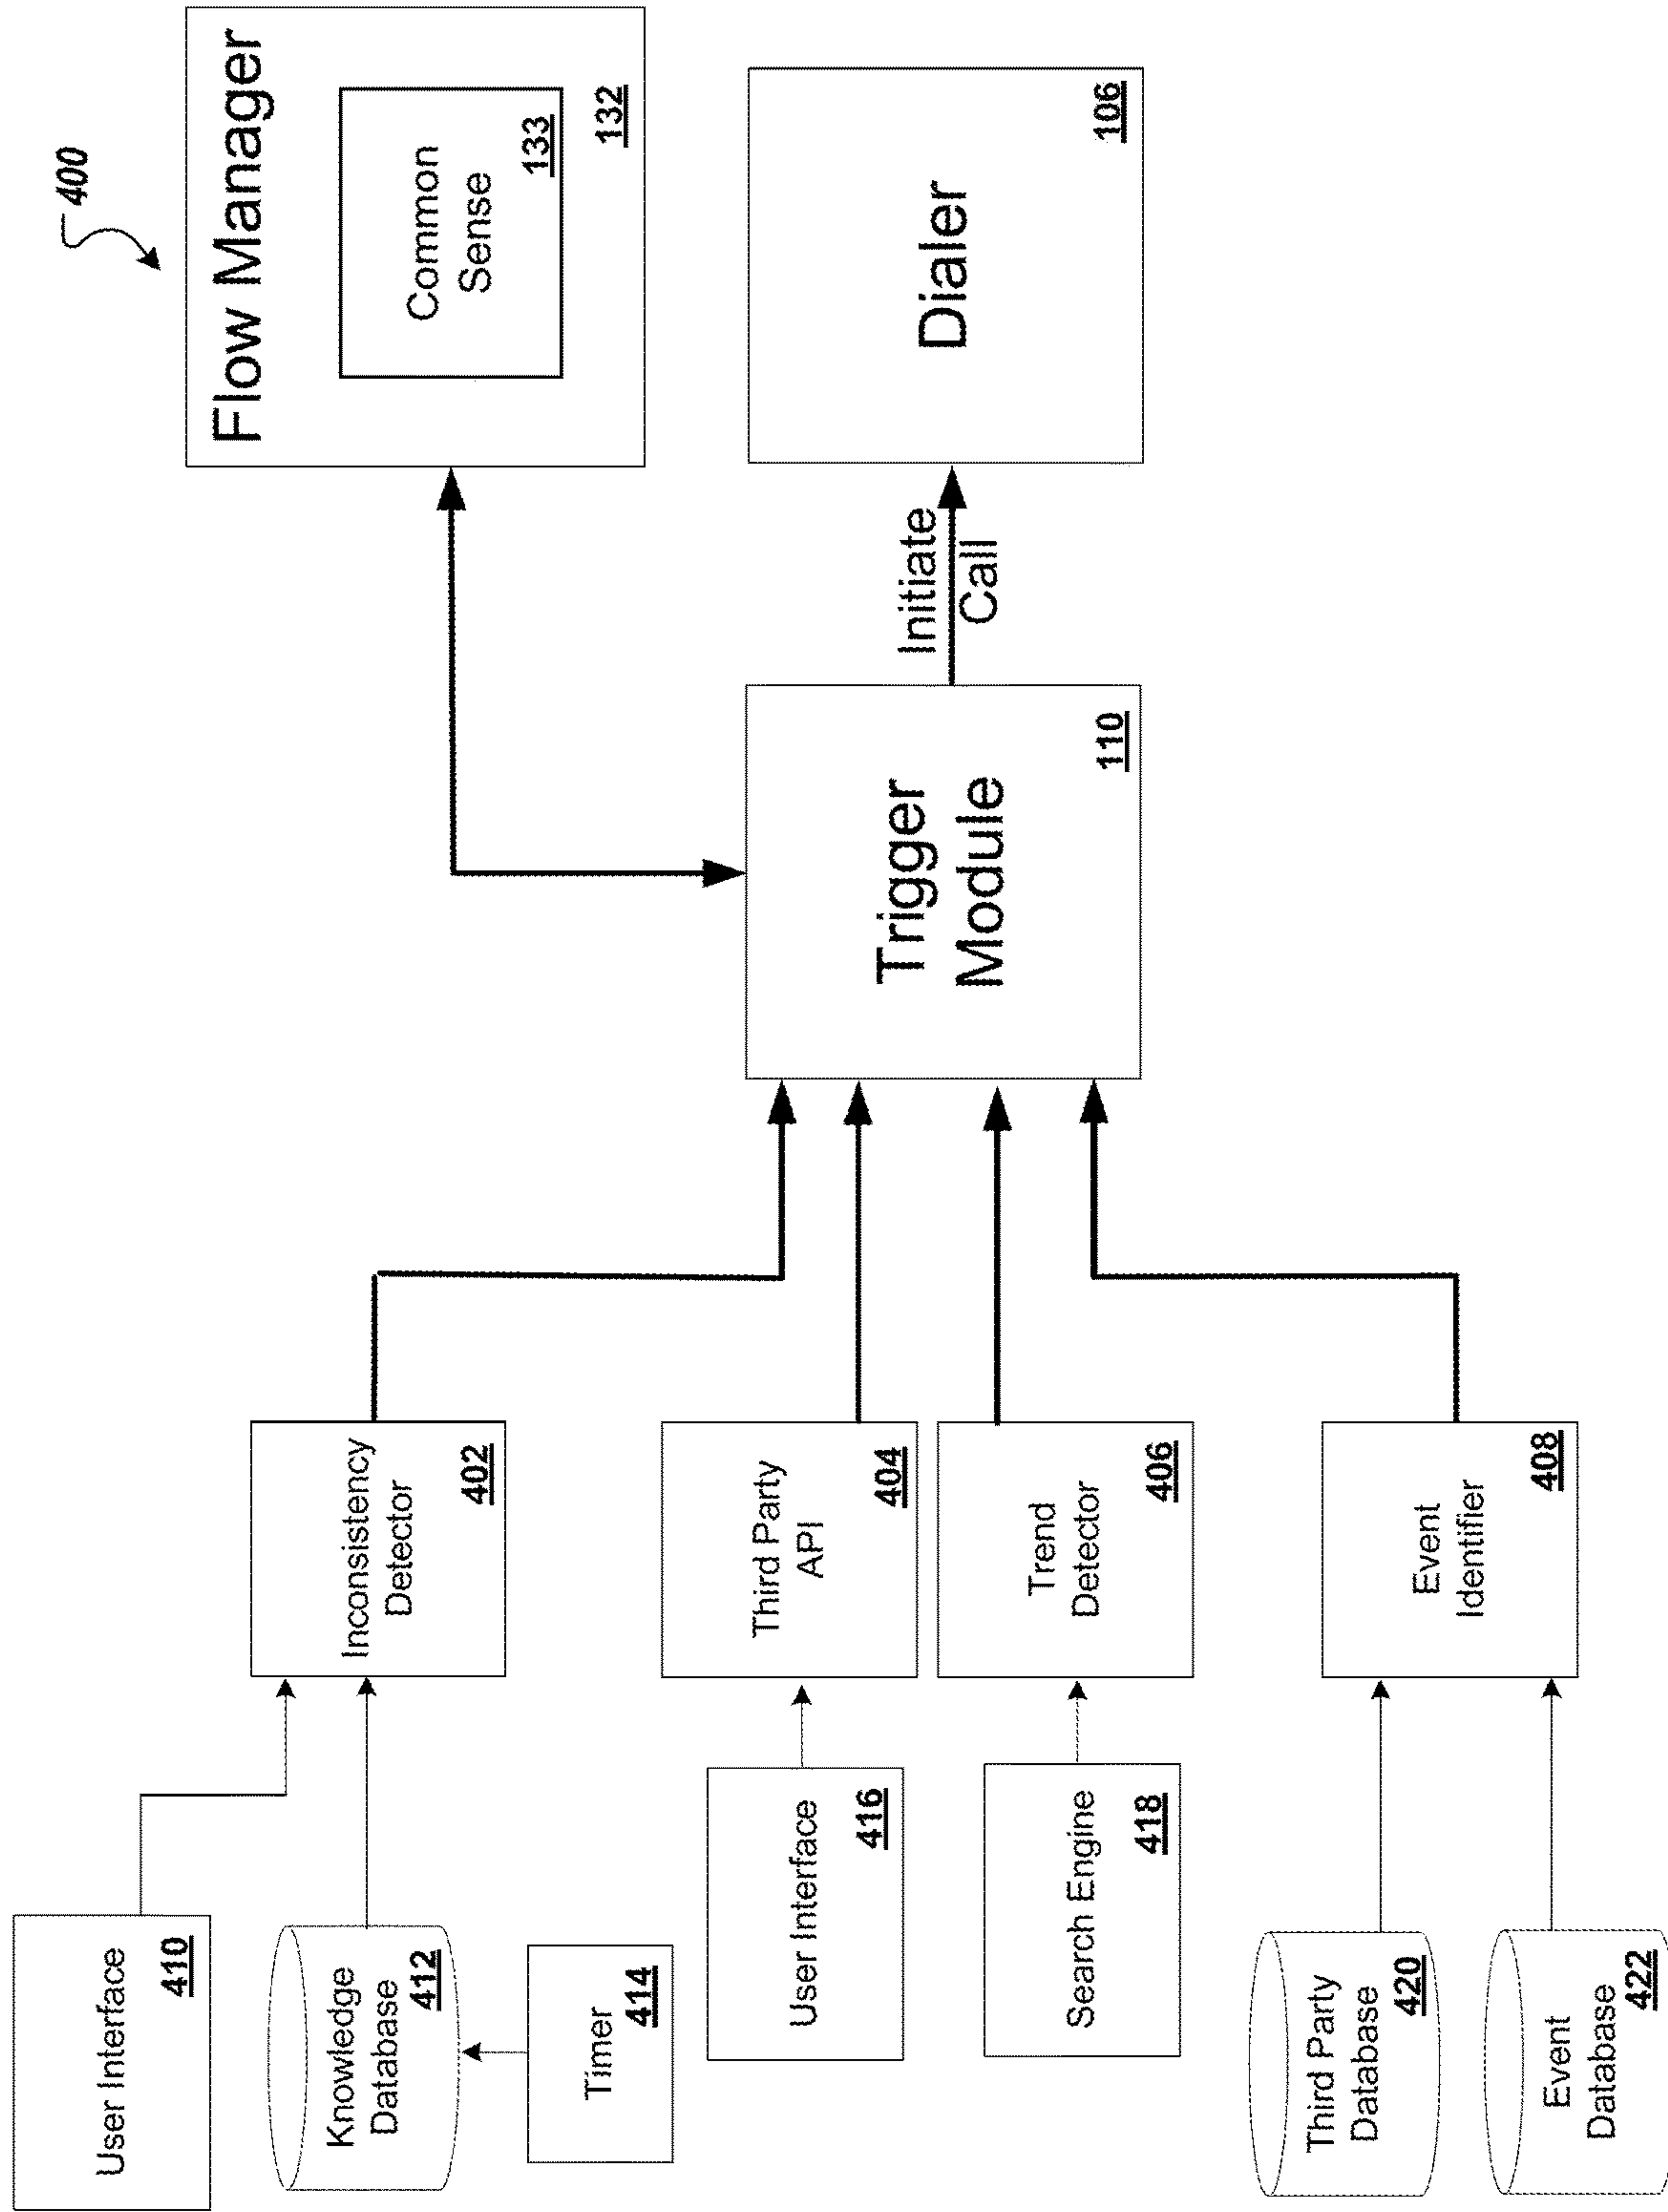 400
User Interface
410
Knowledge
Database
412
Timer
414
Inconsistency
Detector
402
User Interface
416
Third Party
API
404
Search Engine
418
Trend
Detector
406
Third Party
Database
420
Event
Database
422
Event
Identifier
408
Trigger
Module
110
Initiate
Call
Flow Manager
Common
Sense
133
132
Dialer
106